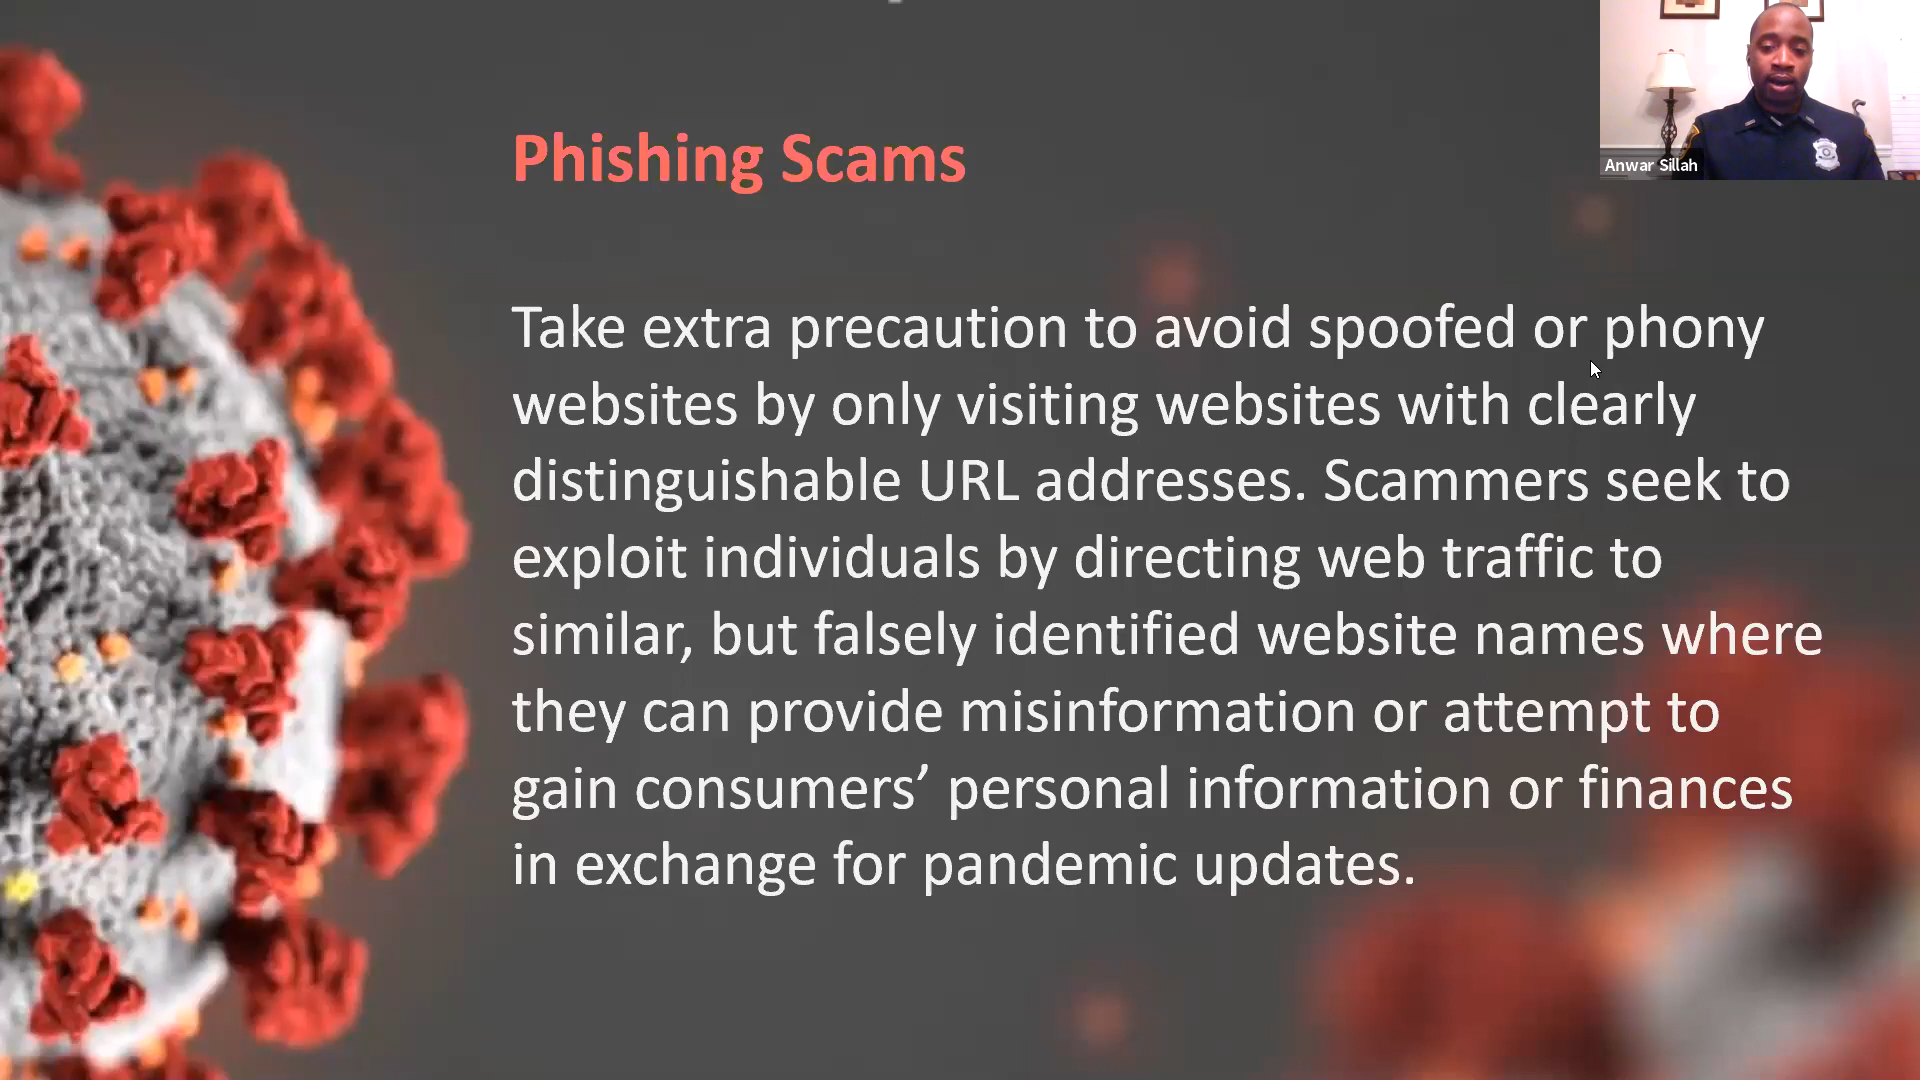 Phishing Scams
Anwar Sillah
Take extra precaution to avoid spoofed or phony
websites by only visiting websites with clearly
distinguishable URL addresses. Scammers seek to
exploit individuals by directing web traffic to
similar, but falsely identified website names where
they can provide misinformation or attempt to
gain consumers’ personal information or finances
in exchange for pandemic updates.